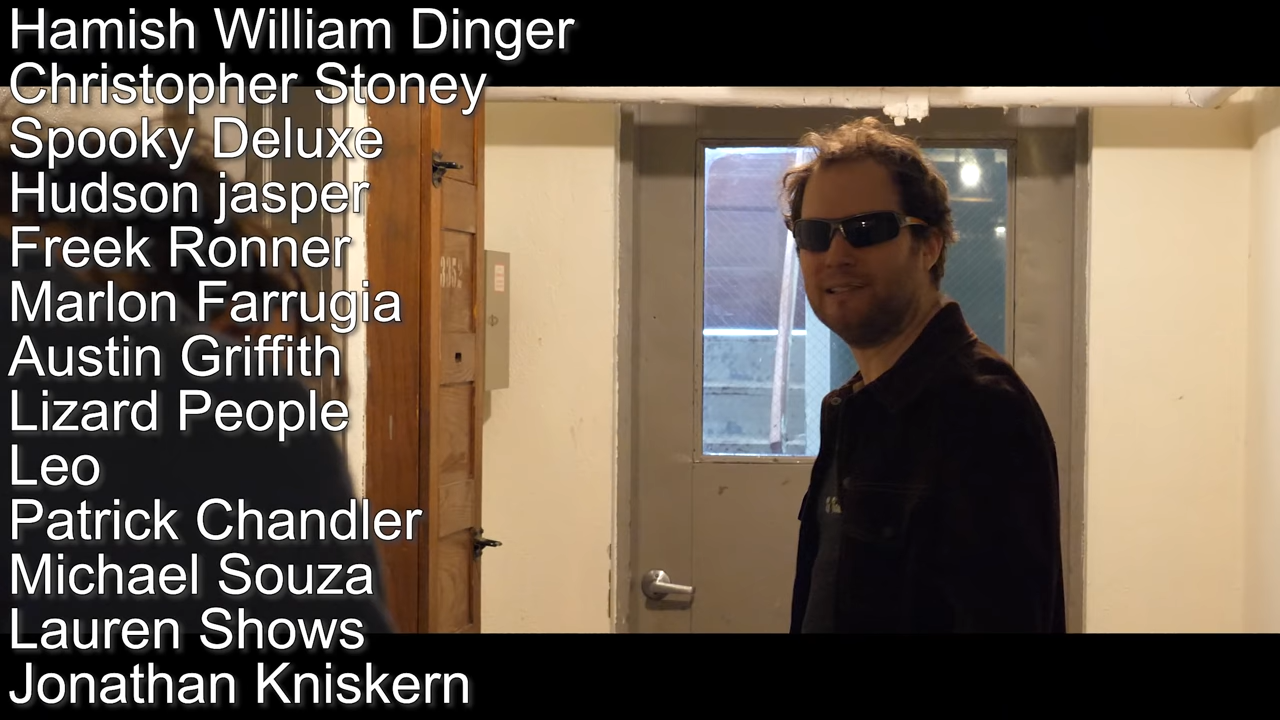 Hamish William Dinger
Christopher Stoney
Spooky Deluxe
Hudson jasper
Freek Ronner
Marlon Farrugia
Austin Griffith
Lizard People
Leo
Patrick Chandler
Michael Souza
Lauren Shows
Jonathan Kniskern